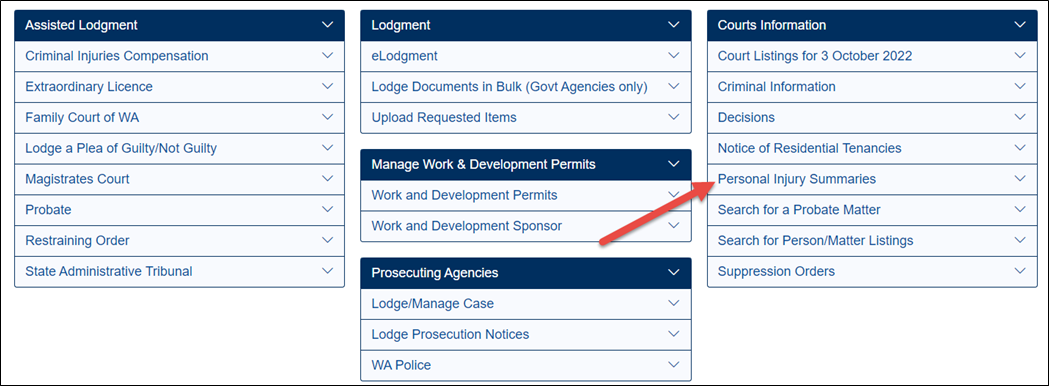 Assisted Lodgment
Criminal Injuries Compensation
Extraordinary Licence
Family Court of WA
Lodge a Plea of Guilty/Not Guilty
Magistrates Court
Probate
Restraining Order
State Administrative Tribunal
Lodgment
eLodgment
Lodge Documents in Bulk (Govt Agencies only)
Upload Requested Items
Manage Work & Development Permits
Work and Development Permits
Work and Development Sponsor
Prosecuting Agencies
Lodge/Manage Case
Lodge Prosecution Notices
WA Police
Courts Information
Court Listings for 3 October 2022
Criminal Information
Decisions
Notice of Residential Tenancies
Personal Injury Summaries
Search for a Probate Matter
Search for Person/Matter Listings
Suppression Orders